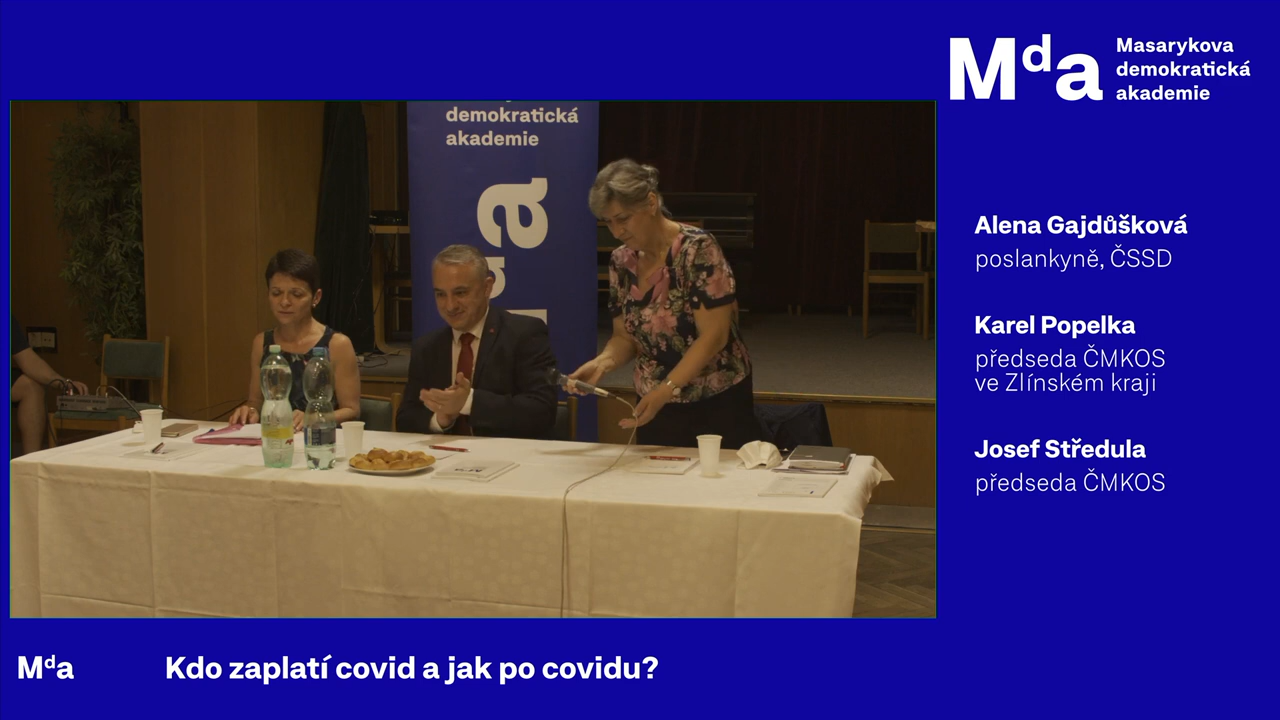 Mda
Masarykova
demokratická
akademie
demokratická
akademie
Alena Gajdůšková
poslankyně, ČSSD
Karel Popelka
předseda ČMKOS
ve Zlínském kraji
Josef Středula
předseda ČMKOS
Mda
Kdo zaplatí covid a jak po covidu?